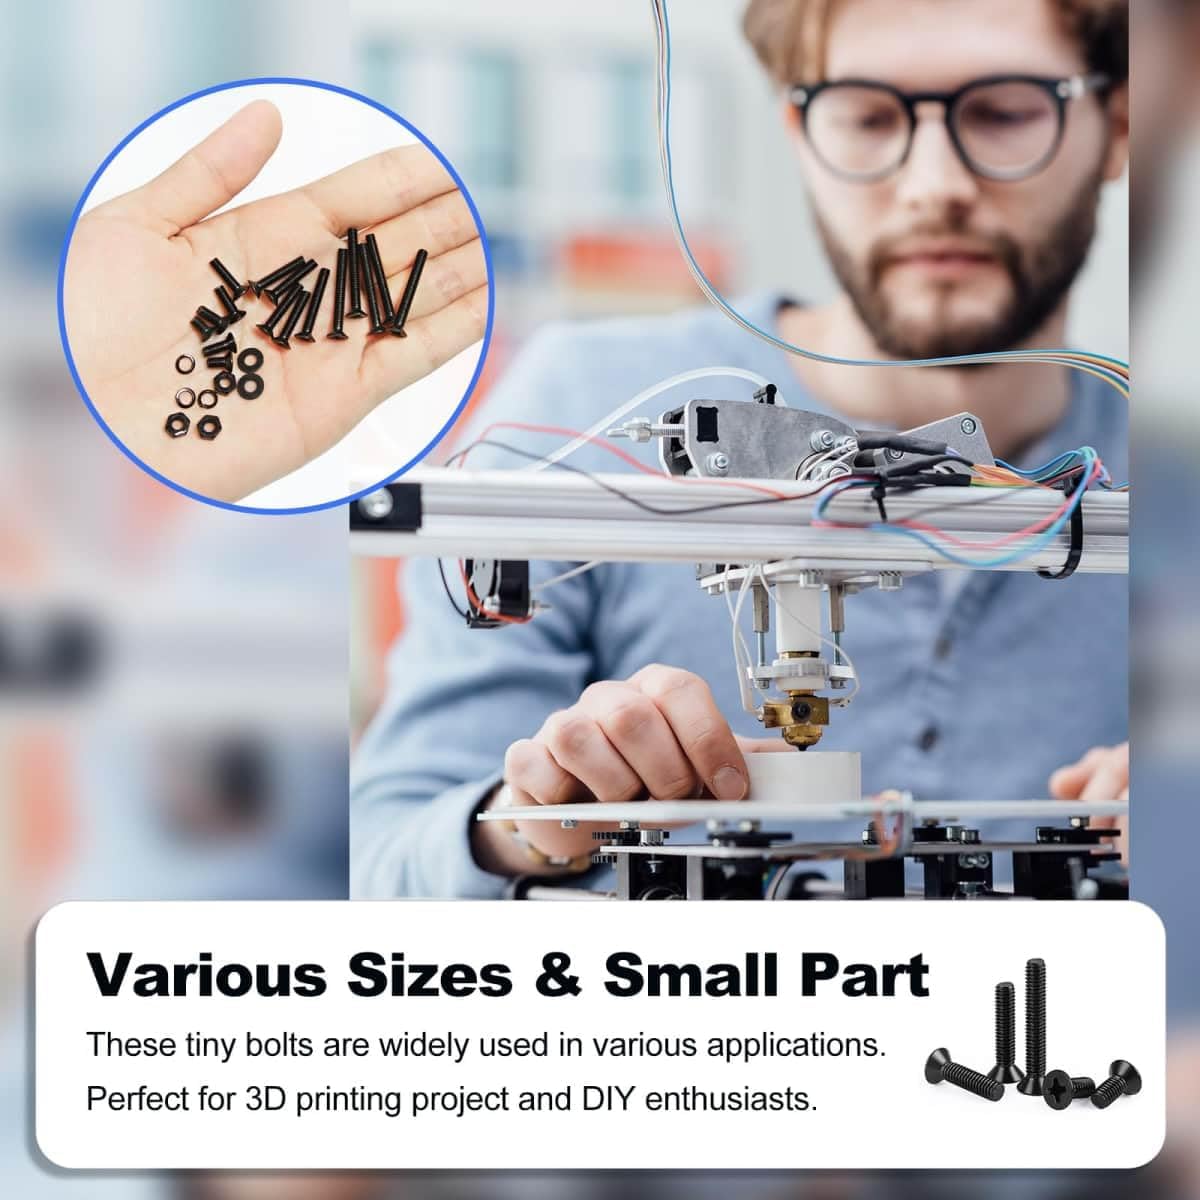 Various Sizes & Small Part
These tiny bolts are widely used in various applications.
Perfect for 3D printing project and DIY enthusiasts.